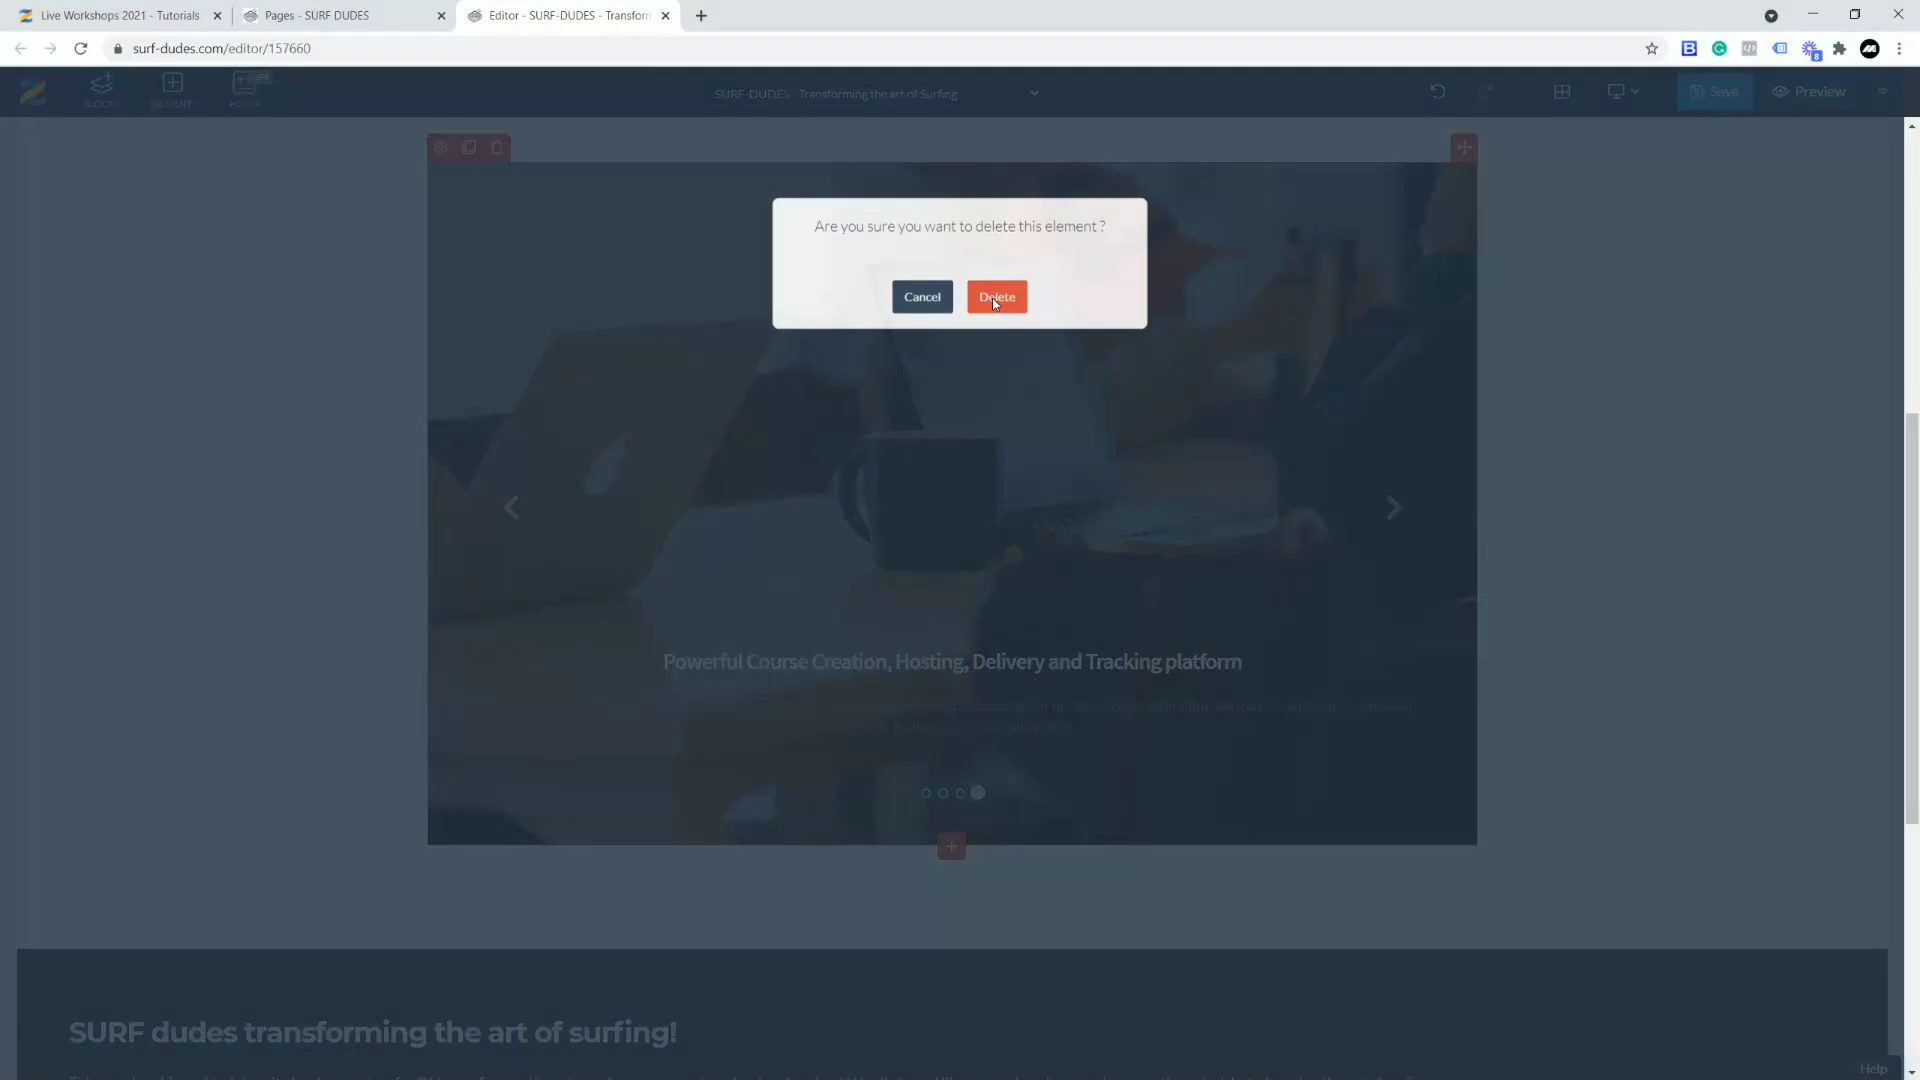 Live Workshops 2021 - Tutorials
Pages - SURF DUDES
Editor - SURF-DUDES - Transform
surf-dudes.com/editor/157660
8
SURF-DUDES Transforming the art of Surfing
Save
Preview
Are you sure you want to delete this element ?
Cancel
Delete
Powerful Course Creation, Hosting, Delivery and Tracking platform
SURF dudes transforming the art of surfing!
Help